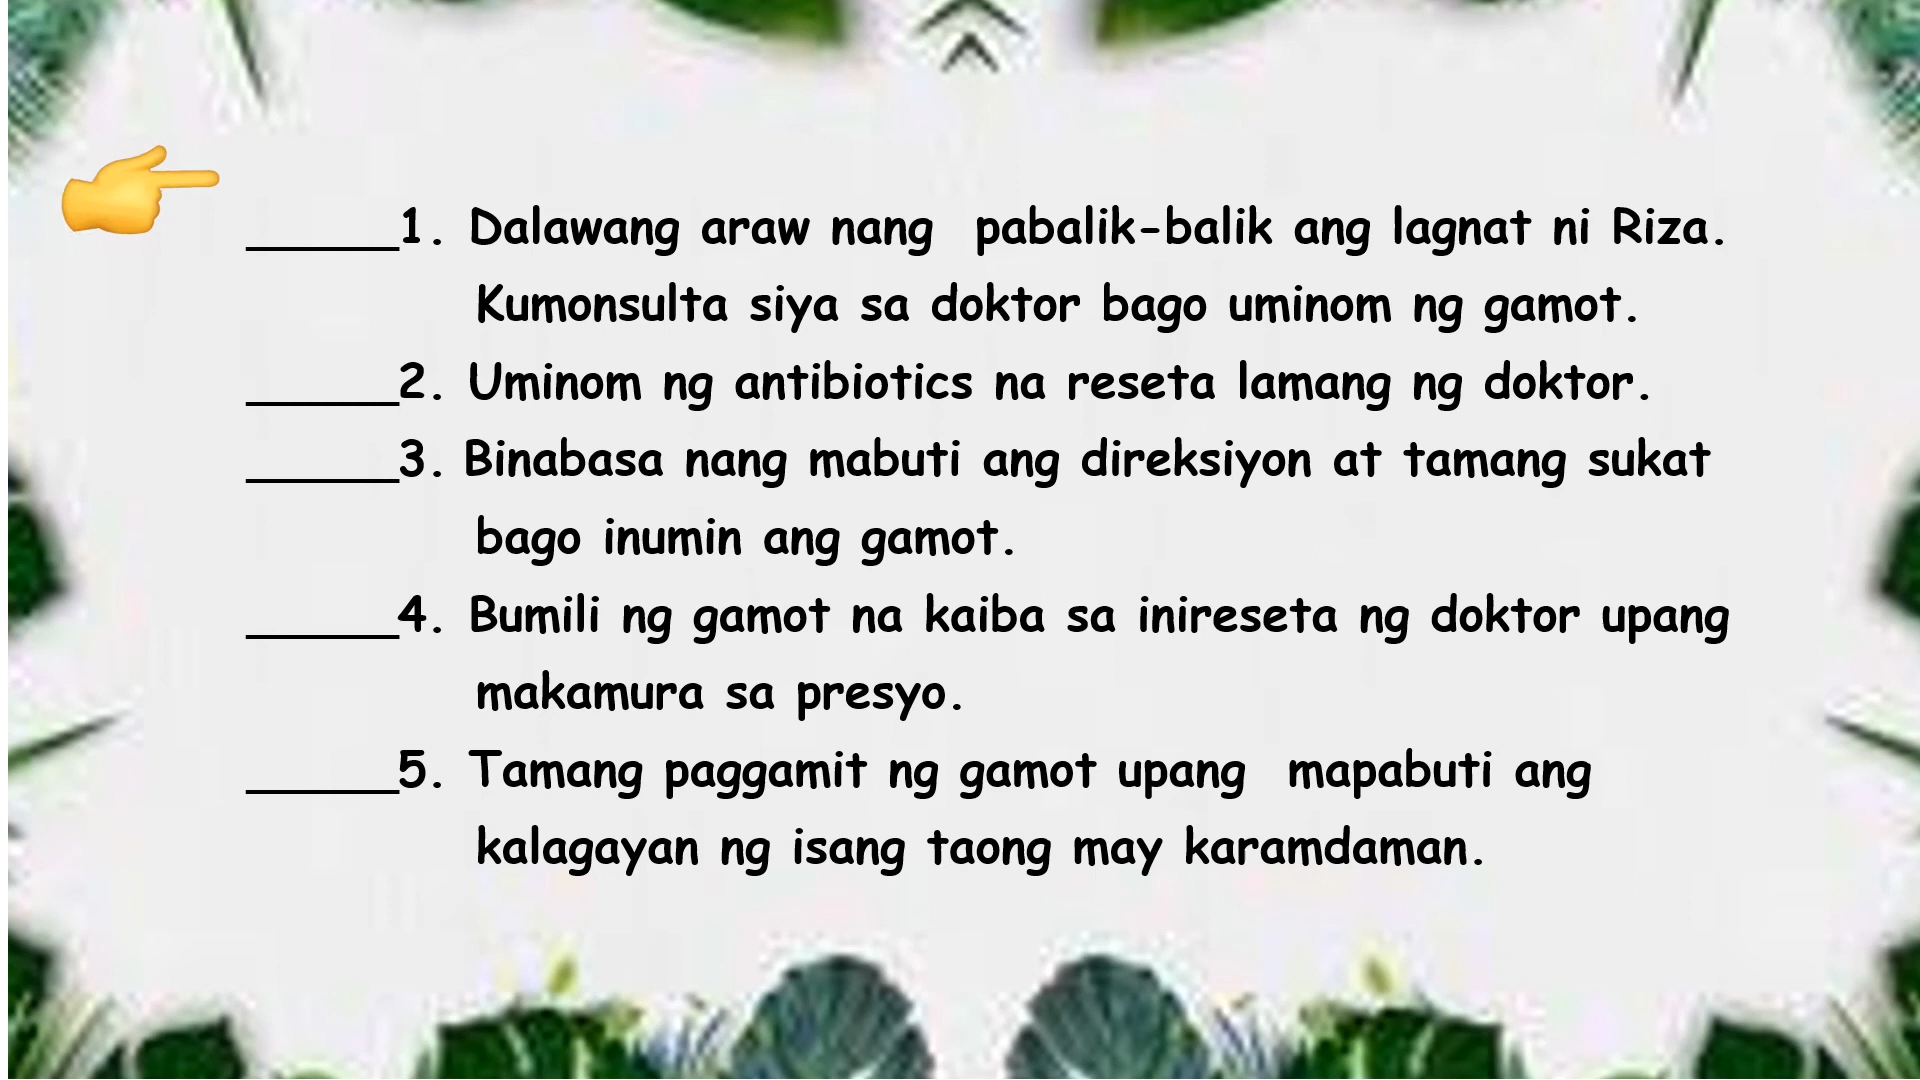 _____1. Dalawang araw nang pabalik-balik ang lagnat ni Riza.
Kumonsulta siya sa doktor bago uminom ng gamot.
_____2. Uminom ng antibiotics na reseta lamang ng doktor.
_____3. Binabasa nang mabuti ang direksiyon at tamang sukat
bago inumin ang gamot.
_____4. Bumili ng gamot na kaiba sa inireseta ng doktor upang
makamura sa presyo.
_____5. Tamang paggamit ng gamot upang mapabuti ang
kalagayan ng isang taong may karamdaman.